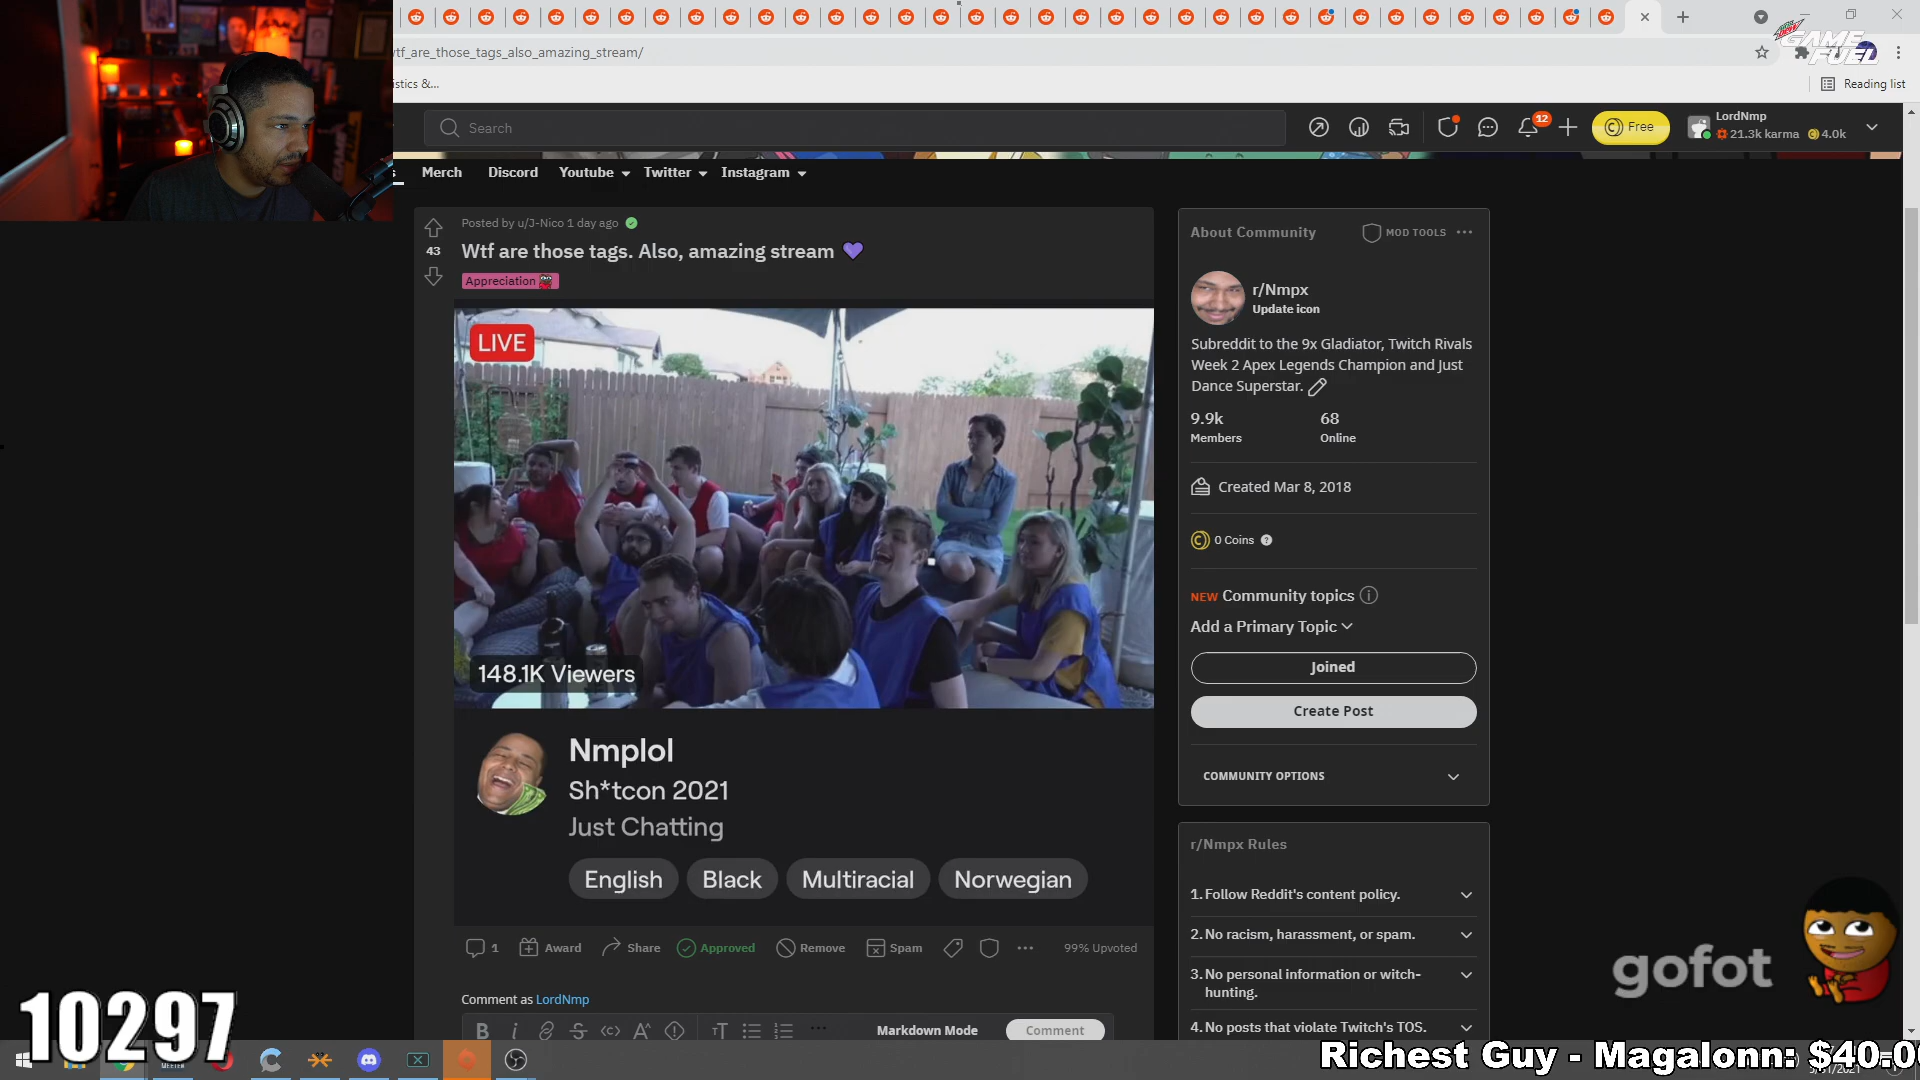 GAME FUEL
tf_are_those_tags_also_amazing_stream/
istics &...
Reading list
Search
12
Free
LordNmp
21.3k karma
4.0k
Merch
Discord
Youtube
Twitter
Instagram
Posted by u/J-Nico 1 day ago
43
Wtf are those tags. Also, amazing stream 💜
Appreciation
LIVE
148.1K Viewers
Nmplol
Sh*tcon 2021
Just Chatting
English
Black
Multiracial
Norwegian
1
Award
Share
Approved
Remove
Spam
99% Upvoted
Comment as LordNmp
Markdown Mode
Comment
About Community
MOD TOOLS
r/Nmpx
Update icon
Subreddit to the 9x Gladiator, Twitch Rivals
Week 2 Apex Legends Champion and Just
Dance Superstar.
9.9k
Members
68
Online
Created Mar 8, 2018
0 Coins
NEW Community topics
Add a Primary Topic
Joined
Create Post
COMMUNITY OPTIONS
r/Nmpx Rules
1. Follow Reddit's content policy.
2. No racism, harassment, or spam.
3. No personal information or witch-
hunting.
4. No posts that violate Twitch's TOS.
gofot
10297
Richest Guy - Magalonn: $40.0